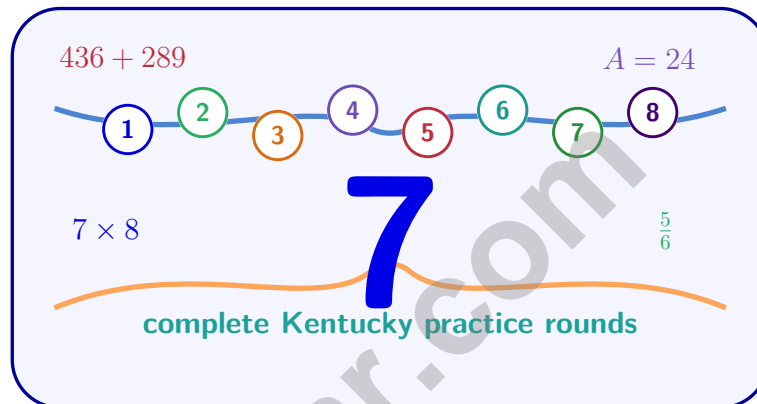 436 + 289
A = 24
1 2 3 4 5 6 7 8
7 × 8
7
5/6
complete Kentucky practice rounds